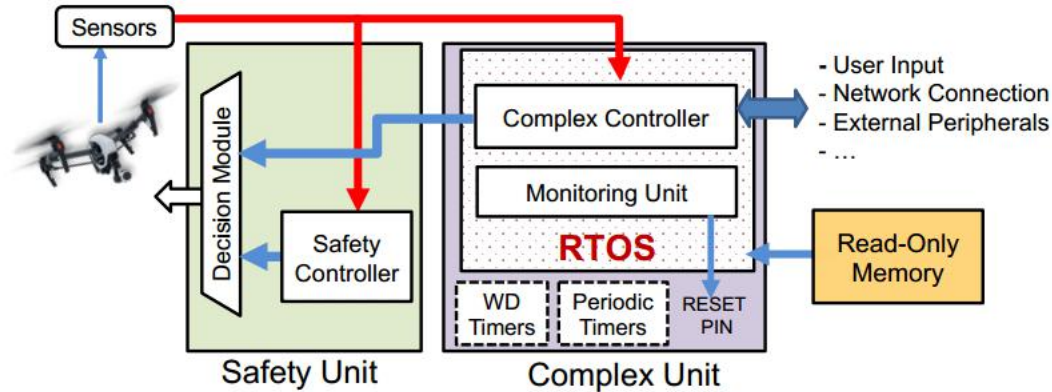 Sensors
Decision Module
Safety
Controller
Safety Unit
Complex Controller
Monitoring Unit
RTOS
WD
Timers
Periodic
Timers
RESET
PIN
Complex Unit
- User Input
- Network Connection
- External Peripherals
- ...
Read-Only
Memory